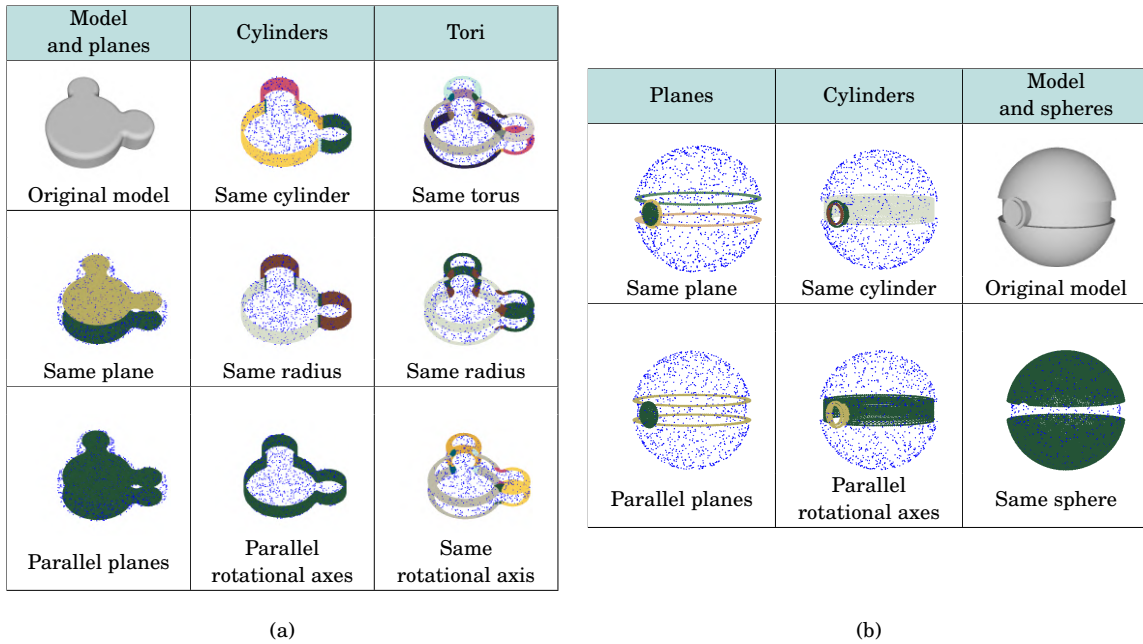 Model
and planes
Cylinders
Tori
Original model
Same cylinder
Same torus
Same plane
Same radius
Same radius
Parallel planes
Parallel
rotational axes
Same
rotational axis
(a)
Planes
Cylinders
Model
and spheres
Same plane
Same cylinder
Original model
Parallel planes
Parallel
rotational axes
Same sphere
(b)